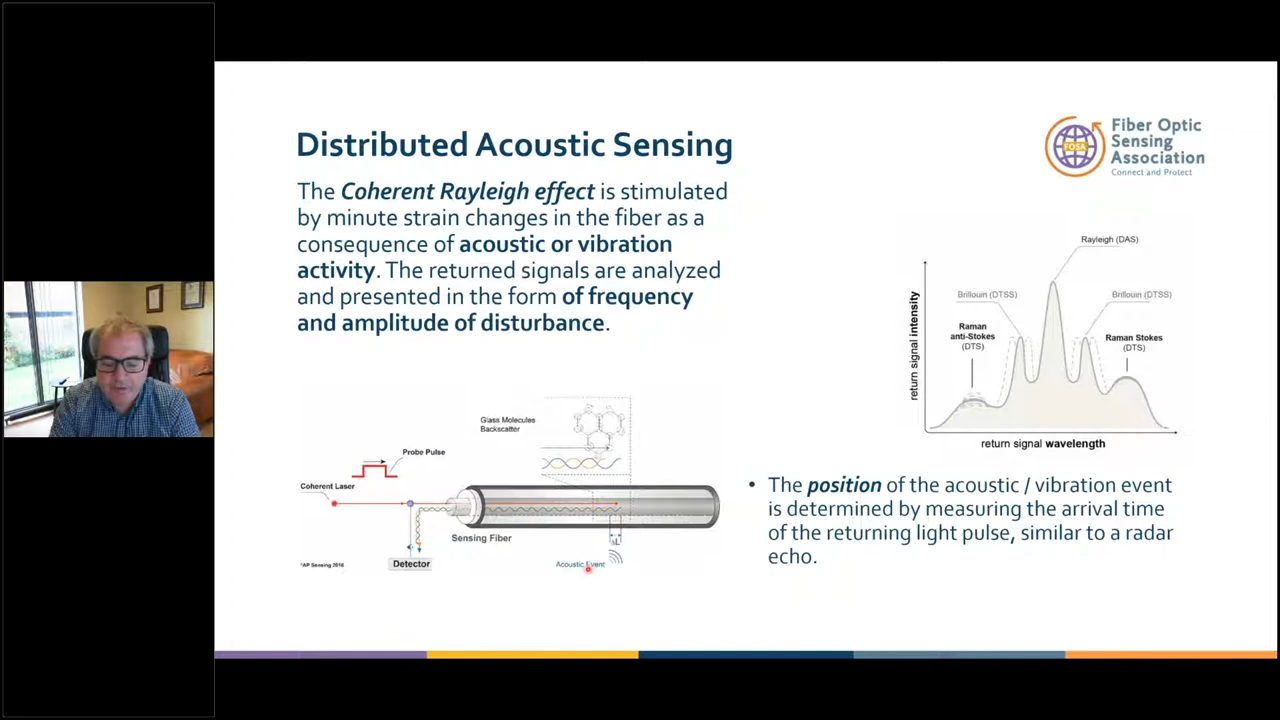 Distributed Acoustic Sensing
The Coherent Rayleigh effect is stimulated
by minute strain changes in the fiber as a
consequence of acoustic or vibration
activity. The returned signals are analyzed
and presented in the form of frequency
and amplitude of disturbance.
Fiber Optic
Sensing
Association
Connect and Protect
FOSA
Rayleigh (DAS)
Brillouin (DTSS)
Brillouin (DTSS)
Raman
anti-Stokes
(DTS)
Raman Stokes
(DTS)
return signal intensity
return signal wavelength
Glass Molecules
Backscatter
Probe Pulse
Coherent Laser
Sensing Fiber
Detector
ΔL
Acoustic Event
*AP Sensing 2016
• The position of the acoustic / vibration event
is determined by measuring the arrival time
of the returning light pulse, similar to a radar
echo.